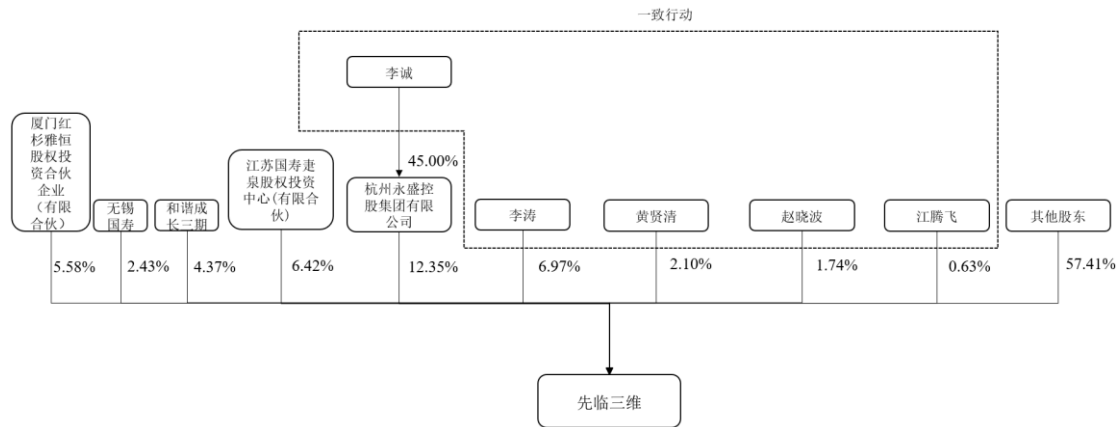 一致行动
李诚
45.00%
厦门红
杉雅恒
股权投
资合伙
企业
（有限
合伙）
无锡
国寿
和谐成
长三期
江苏国寿疌
泉股权投资
中心(有限合
伙)
杭州永盛控
股集团有限
公司
李涛
黄贤清
赵晓波
江腾飞
其他股东
5.58%
2.43%
4.37%
6.42%
12.35%
6.97%
2.10%
1.74%
0.63%
57.41%
先临三维